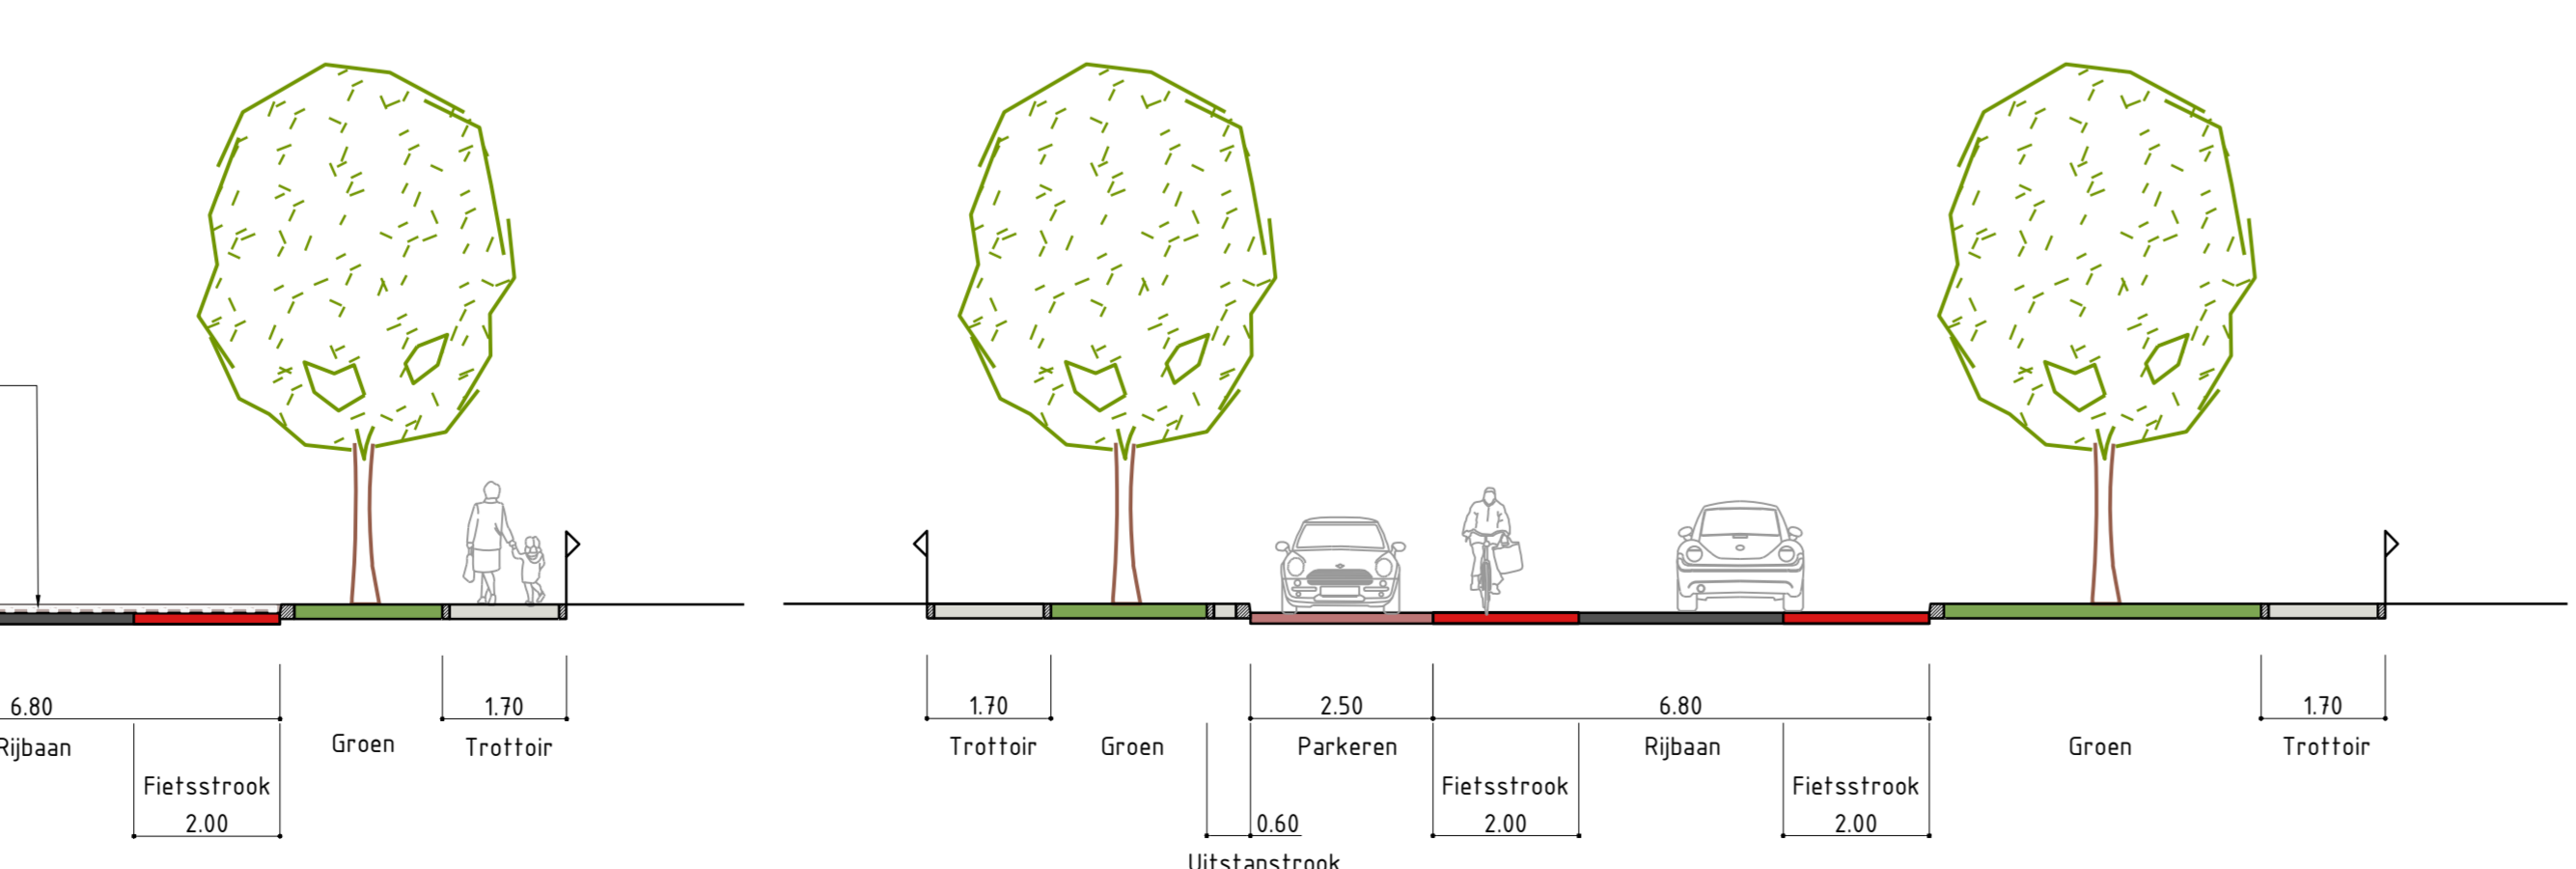 6.80
1.70
Rijbaan
Groen
Trottoir
Fietsstrook
2.00
1.70
2.50
6.80
1.70
Trottoir
Groen
Parkeren
Rijbaan
Groen
Trottoir
Fietsstrook
Fietsstrook
0.60
2.00
2.00
Uitstapstrook